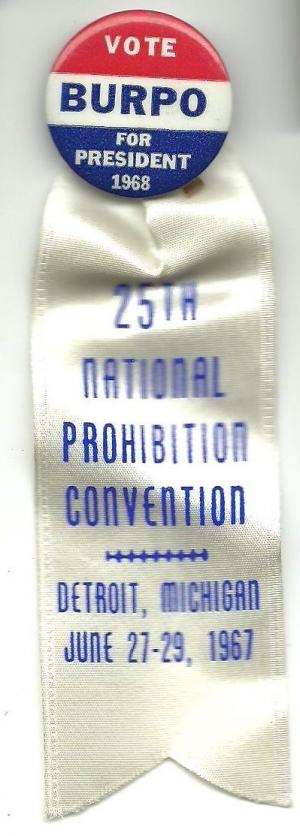 VOTE
BURPO
FOR
PRESIDENT
1968
25TH
NATIONAL
PROHIBITION
CONVENTION
DETROIT, MICHIGAN
JUNE 27-29, 1967